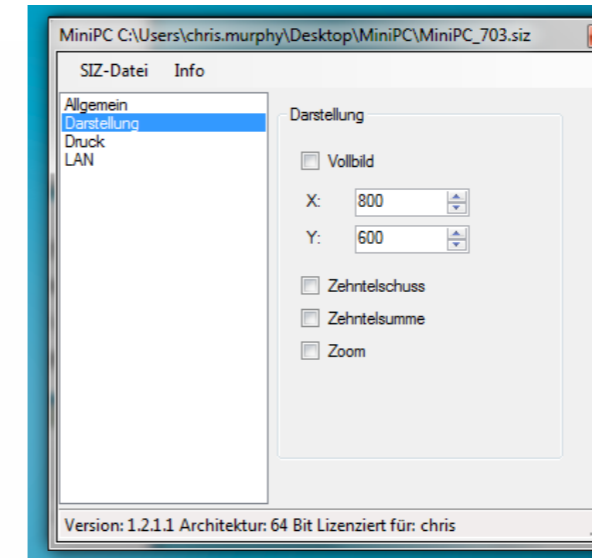 MiniPC C:\Users\chris.murphy\Desktop\MiniPC\MiniPC_703.siz
SIZ-Datei Info
Allgemein
Darstellung
Druck
LAN
Darstellung
Vollbild
X: 800
Y: 600
Zehntelschuss
Zehntelsumme
Zoom
Version: 1.2.1.1 Architektur: 64 Bit Lizenziert für: chris